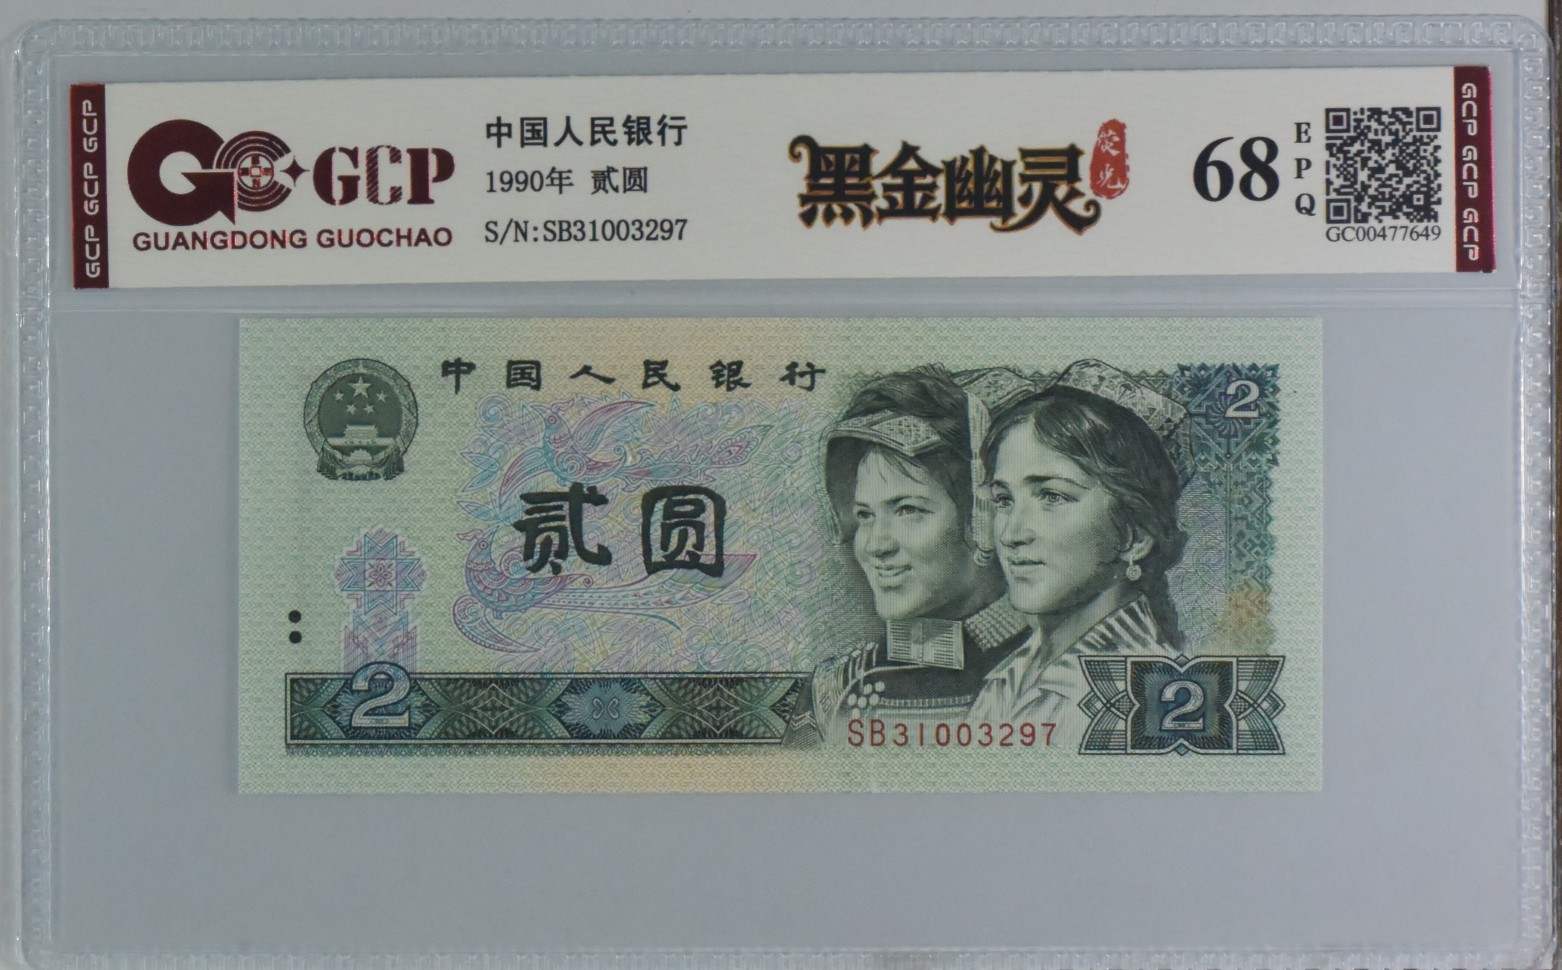 GCP GCP GCP
GCP
GUANGDONG GUOCHAO
中国人民银行
1990年 贰圆
S/N:SB31003297
黑金幽灵
荧光
68
EPQ
GC00477649
GCP GCP GCP
中国人民银行
2
贰圆
2
SB31003297
2